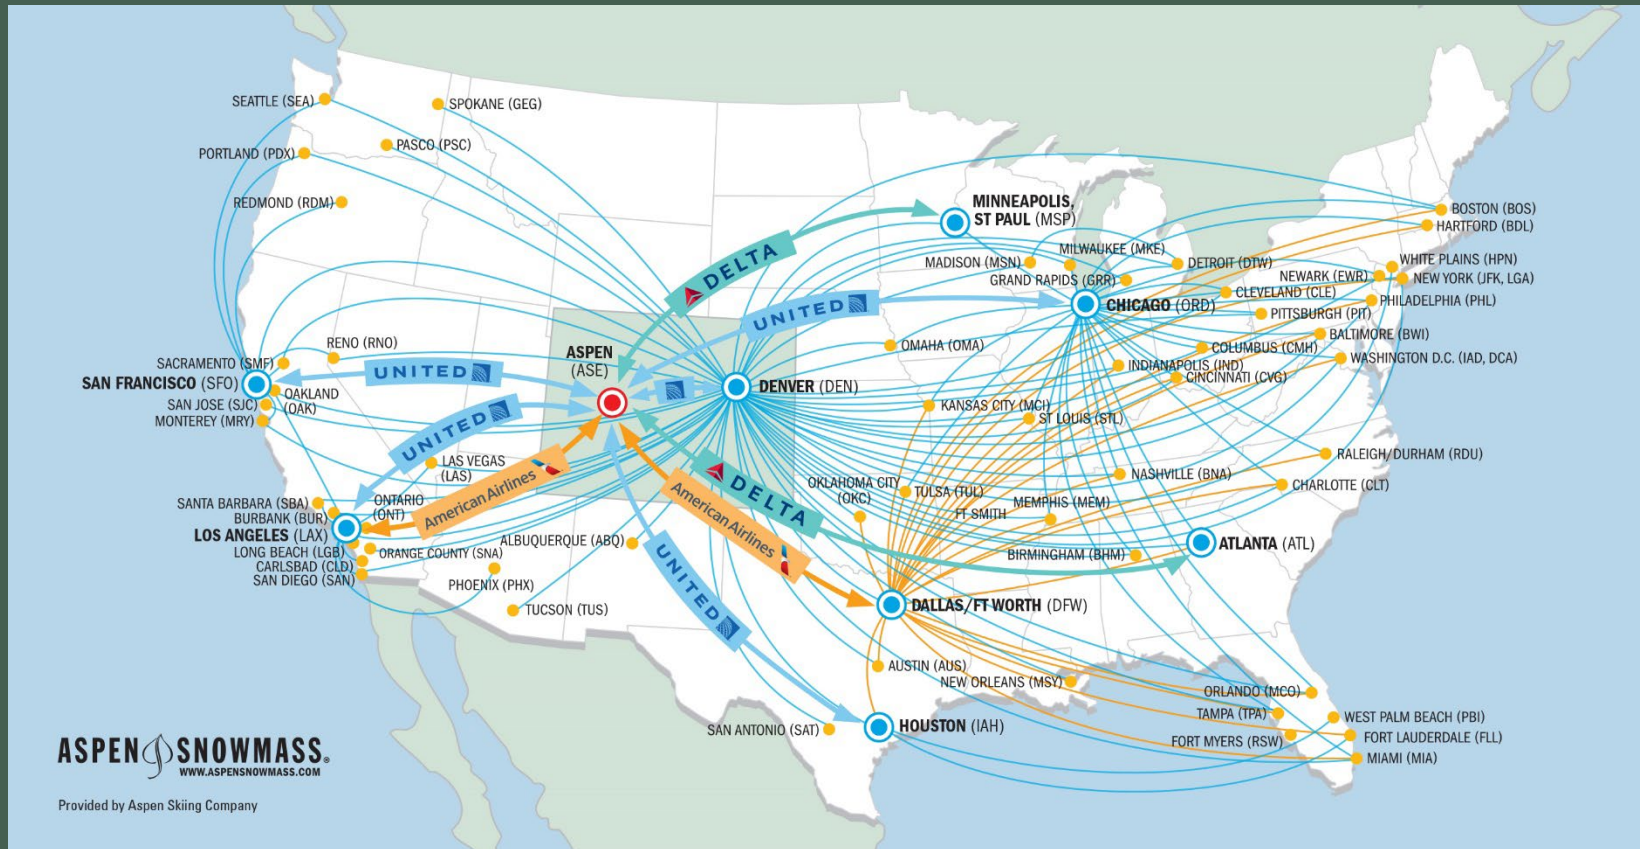 SEATTLE (SEA)
SPOKANE (GEG)
PASCO (PSC)
PORTLAND (PDX)
REDMOND (RDM)
MINNEAPOLIS,
ST PAUL (MSP)
BOSTON (BOS)
HARTFORD (BDL)
MILWAUKEE (MKE)
MADISON (MSN)
DETROIT (DTW)
WHITE PLAINS (HPN)
GRAND RAPIDS (GRR)
NEWARK (EWR)
NEW YORK (JFK, LGA)
DELTA
CLEVELAND (CLE)
PHILADELPHIA (PHL)
UNITED
CHICAGO (ORD)
PITTSBURGH (PIT)
BALTIMORE (BWI)
RENO (RNO)
ASPEN
(ASE)
OMAHA (OMA)
COLUMBUS (CMH)
WASHINGTON D.C. (IAD, DCA)
SACRAMENTO (SMF)
INDIANAPOLIS (IND)
CINCINNATI (CVG)
UNITED
SAN FRANCISCO (SFO)
DENVER (DEN)
OAKLAND
(OAK)
SAN JOSE (SJC)
KANSAS CITY (MCI)
ST LOUIS (STL)
MONTEREY (MRY)
UNITED
RALEIGH/DURHAM (RDU)
LAS VEGAS
(LAS)
NASHVILLE (BNA)
OKLAHOMA CITY
(OKC)
TULSA (TUL)
CHARLOTTE (CLT)
AmericanAirlines
AmericanAirlines
DELTA
MEMPHIS (MEM)
FT SMITH
SANTA BARBARA (SBA)
ONTARIO
(ONT)
BURBANK (BUR)
LOS ANGELES (LAX)
ALBUQUERQUE (ABQ)
ATLANTA (ATL)
LONG BEACH (LGB)
ORANGE COUNTY (SNA)
BIRMINGHAM (BHM)
CARLSBAD (CLD)
SAN DIEGO (SAN)
PHOENIX (PHX)
UNITED
TUCSON (TUS)
DALLAS/FT WORTH (DFW)
AUSTIN (AUS)
NEW ORLEANS (MSY)
ORLANDO (MCO)
TAMPA (TPA)
WEST PALM BEACH (PBI)
SAN ANTONIO (SAT)
HOUSTON (IAH)
FORT MYERS (RSW)
FORT LAUDERDALE (FLL)
MIAMI (MIA)
ASPEN SNOWMASS®
WWW.ASPENSNOWMASS.COM
Provided by Aspen Skiing Company